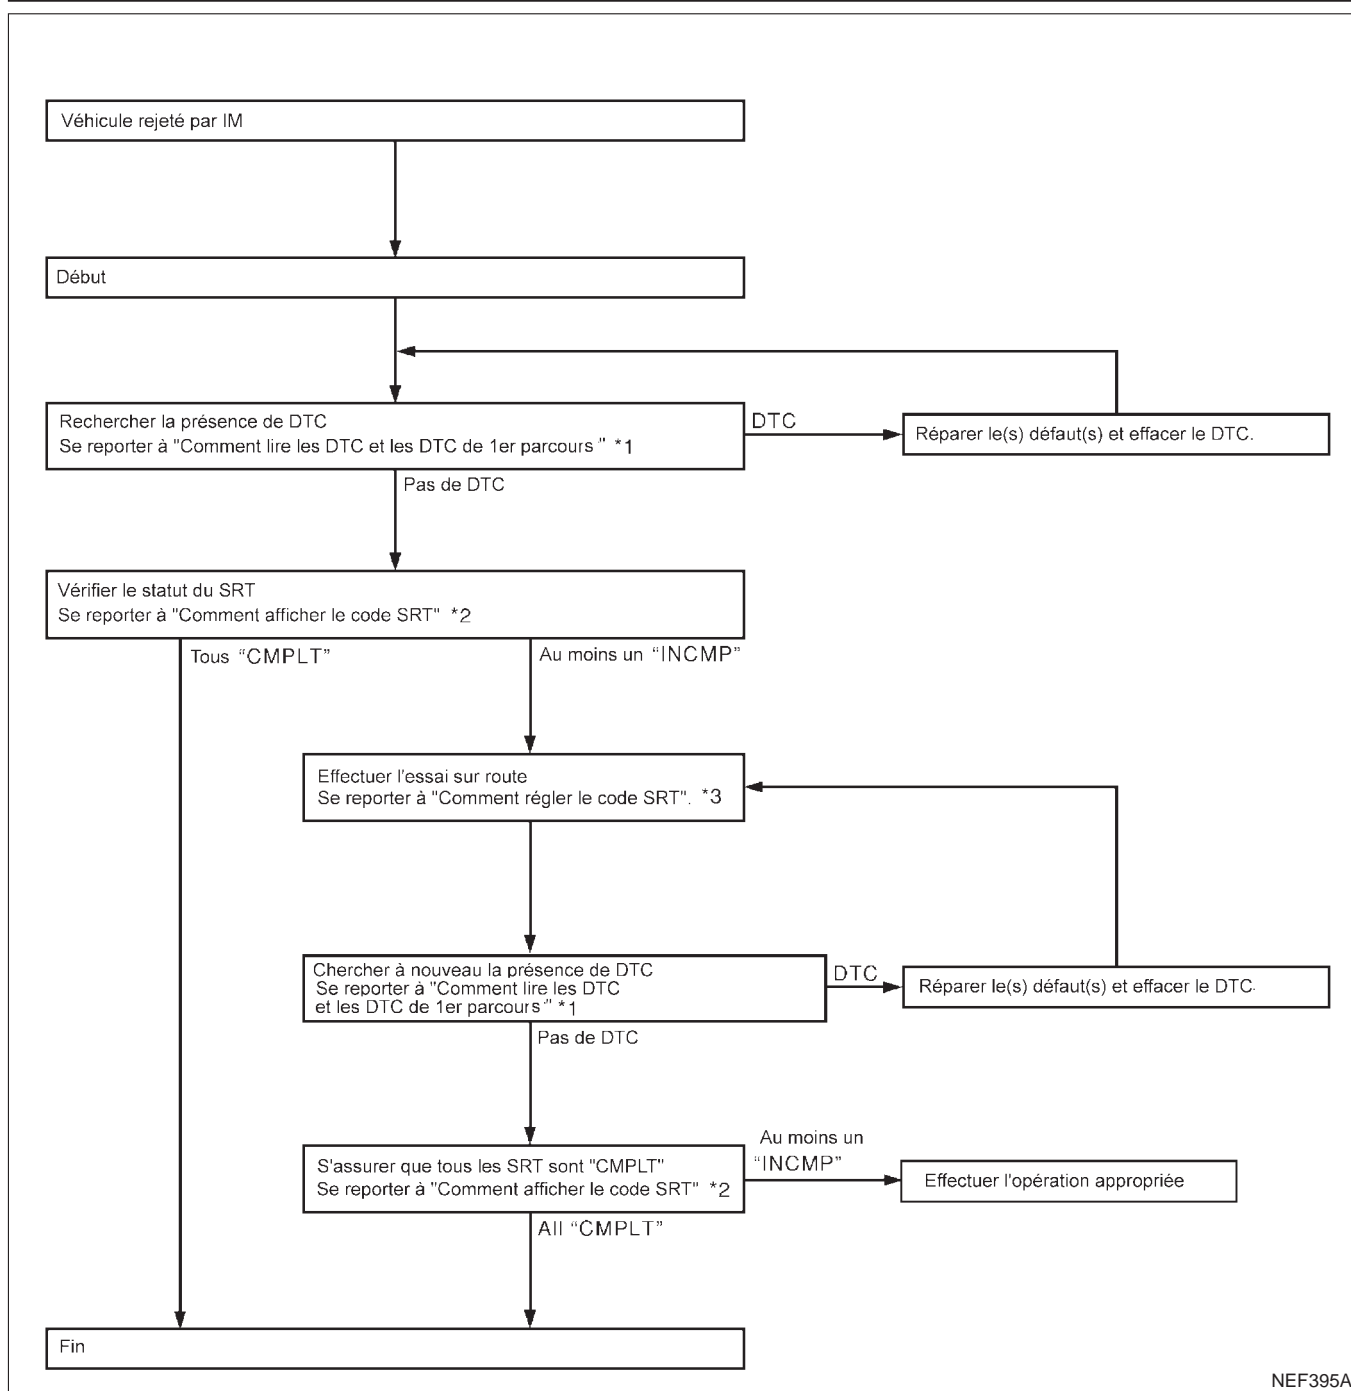 Véhicule rejeté par IM
Début
Rechercher la présence de DTC
Se reporter à "Comment lire les DTC et les DTC de 1er parcours" *1
DTC
Réparer le(s) défaut(s) et effacer le DTC.
Pas de DTC
Vérifier le statut du SRT
Se reporter à "Comment afficher le code SRT" *2
Tous “CMPLT”
Au moins un “INCMP”
Effectuer l'essai sur route
Se reporter à "Comment régler le code SRT". *3
Chercher à nouveau la présence de DTC
Se reporter à "Comment lire les DTC
et les DTC de 1er parcours" *1
DTC
Réparer le(s) défaut(s) et effacer le DTC.
Pas de DTC
S'assurer que tous les SRT sont "CMPLT"
Se reporter à "Comment afficher le code SRT" *2
Au moins un
“INCMP”
Effectuer l'opération appropriée
All “CMPLT”
Fin
NEF395A